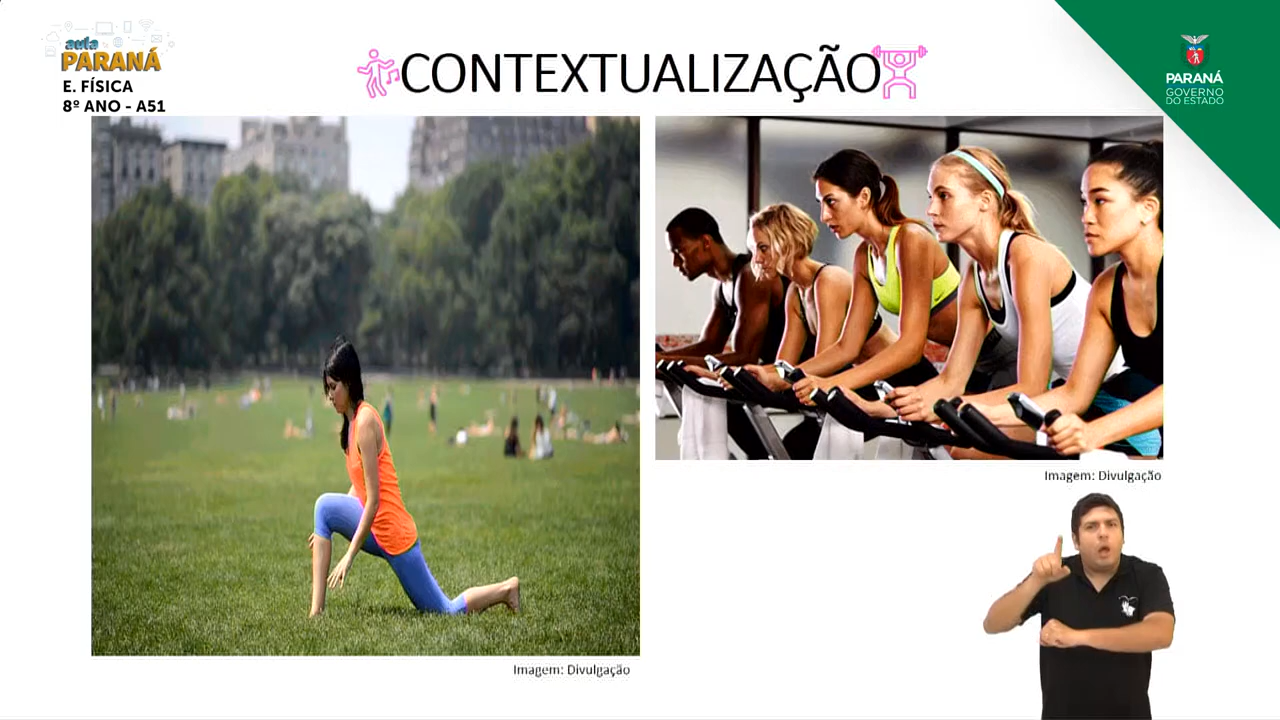 aula
PARANÁ
E. FÍSICA
8º ANO - A51
CONTEXTUALIZAÇÃO
PARANÁ
GOVERNO
DO ESTADO
Imagem: Divulgação
Imagem: Divulgação